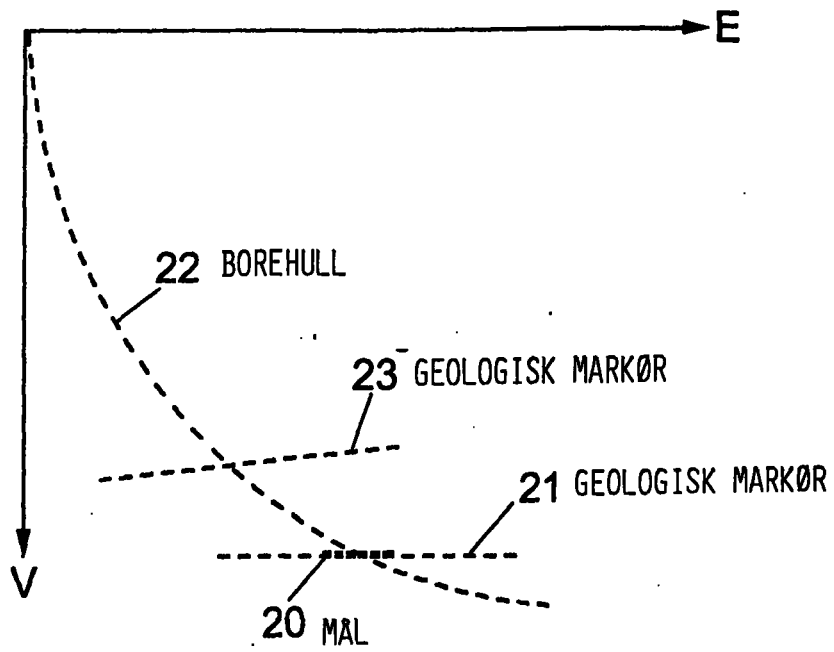 E
22 BOREHULL
23 GEOLOGISK MARKØR
21 GEOLOGISK MARKØR
V
20 MÅL